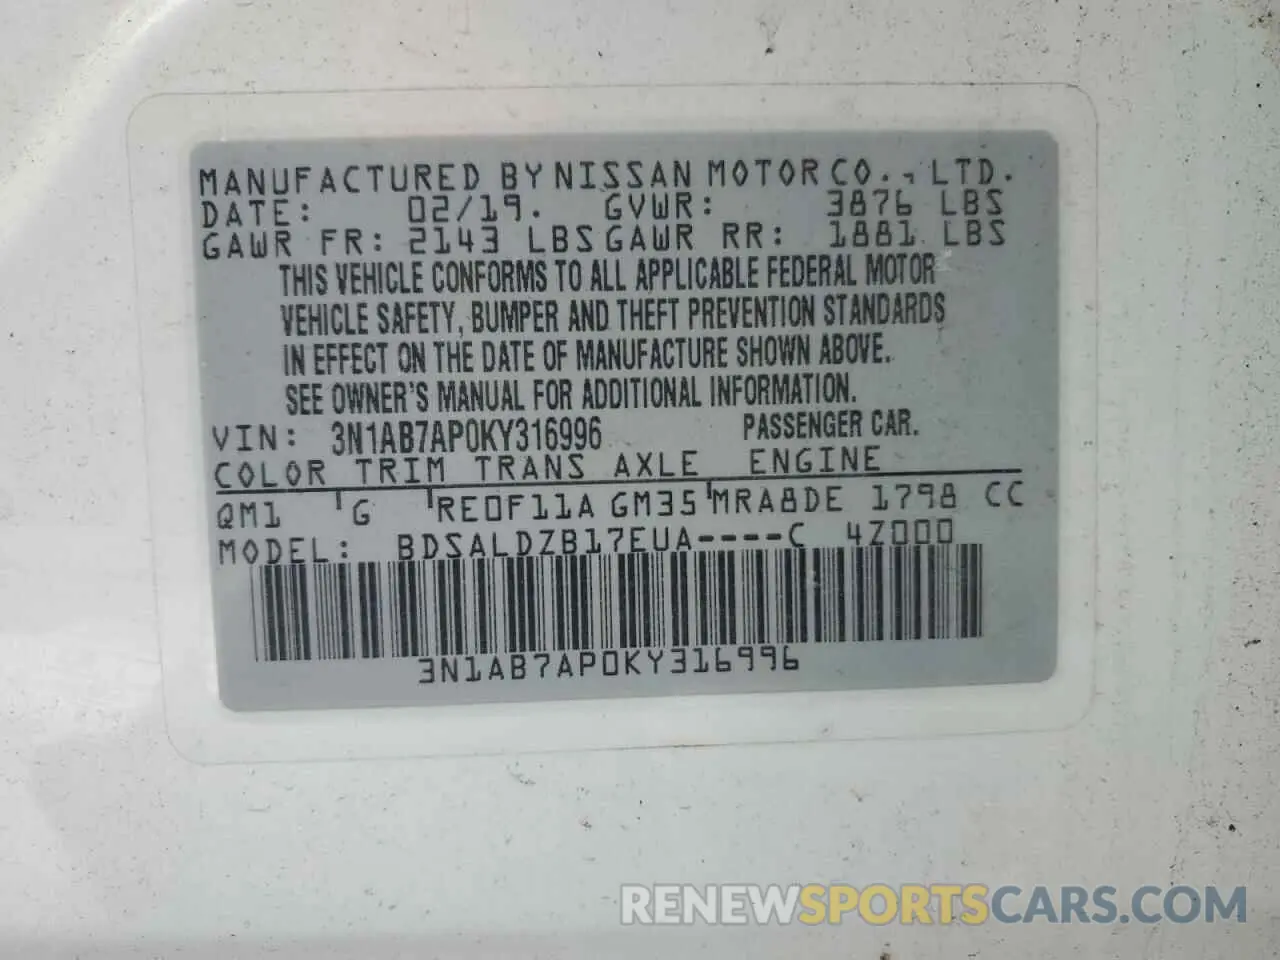 MANUFACTURED BY NISSAN MOTOR CO., LTD.
DATE: 02/19. GVWR: 3876 LBS
GAWR FR: 2143 LBS GAWR RR: 1881 LBS
THIS VEHICLE CONFORMS TO ALL APPLICABLE FEDERAL MOTOR
VEHICLE SAFETY, BUMPER AND THEFT PREVENTION STANDARDS
IN EFFECT ON THE DATE OF MANUFACTURE SHOWN ABOVE.
SEE OWNER'S MANUAL FOR ADDITIONAL INFORMATION.
VIN: 3N1AB7AP0KY316996 PASSENGER CAR.
COLOR TRIM TRANS AXLE ENGINE
QM1 G RE0F11A GM35 MRA8DE 1798 CC
MODEL: BDSALDZB17EUA----C 4Z000
3N1AB7AP0KY316996
RENEWSPORTSCARS.COM